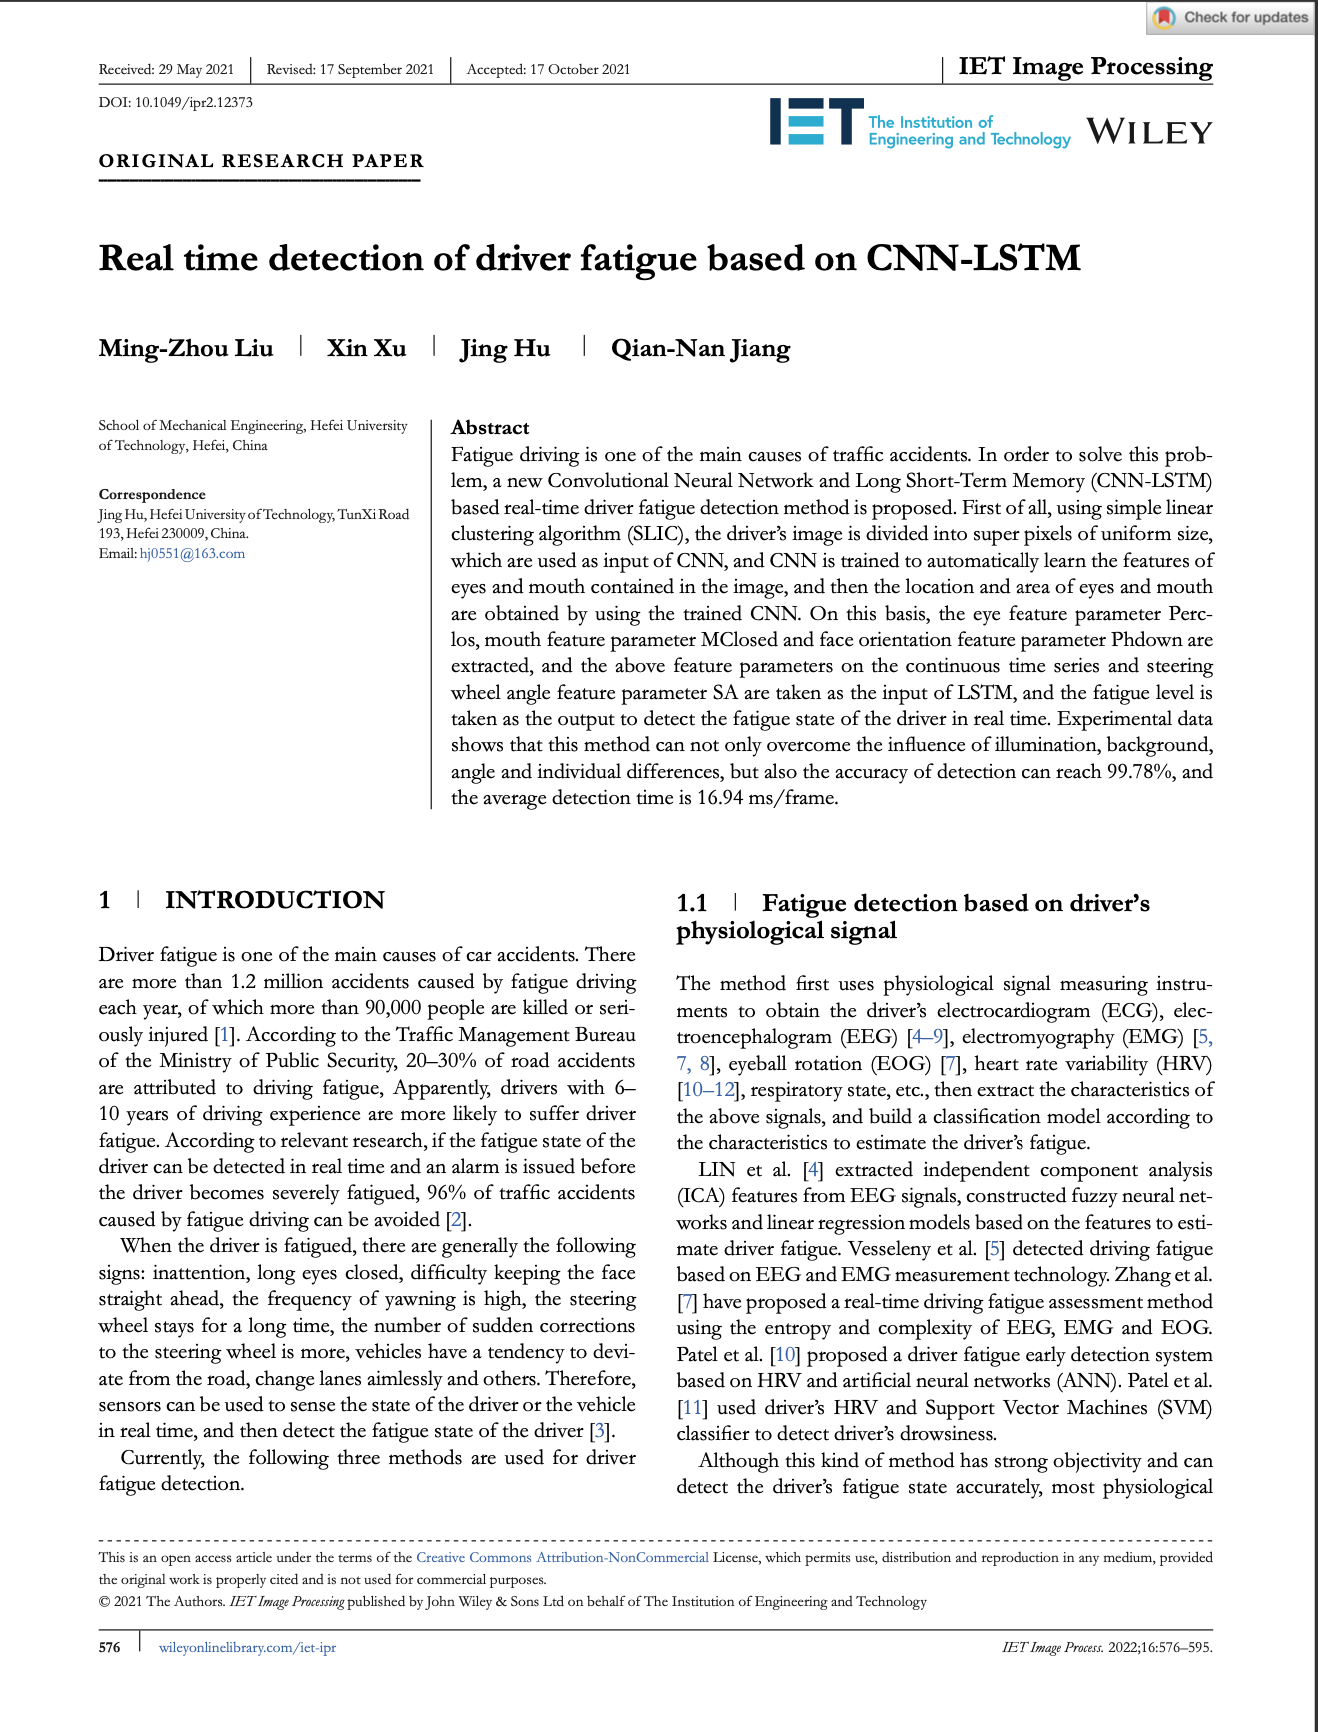 Check for updates
Received: 29 May 2021 | Revised: 17 September 2021 | Accepted: 17 October 2021
IET Image Processing
DOI: 10.1049/ipr2.12373
IET The Institution of
Engineering and Technology
WILEY
ORIGINAL RESEARCH PAPER
Real time detection of driver fatigue based on CNN-LSTM
Ming-Zhou Liu | Xin Xu | Jing Hu | Qian-Nan Jiang
School of Mechanical Engineering, Hefei University
of Technology, Hefei, China
Correspondence
Jing Hu, Hefei University of Technology, TunXi Road
193, Hefei 230009, China.
Email: hj0551@163.com
Abstract
Fatigue driving is one of the main causes of traffic accidents. In order to solve this prob-
lem, a new Convolutional Neural Network and Long Short-Term Memory (CNN-LSTM)
based real-time driver fatigue detection method is proposed. First of all, using simple linear
clustering algorithm (SLIC), the driver's image is divided into super pixels of uniform size,
which are used as input of CNN, and CNN is trained to automatically learn the features of
eyes and mouth contained in the image, and then the location and area of eyes and mouth
are obtained by using the trained CNN. On this basis, the eye feature parameter Perc-
los, mouth feature parameter MClosed and face orientation feature parameter Phdown are
extracted, and the above feature parameters on the continuous time series and steering
wheel angle feature parameter SA are taken as the input of LSTM, and the fatigue level is
taken as the output to detect the fatigue state of the driver in real time. Experimental data
shows that this method can not only overcome the influence of illumination, background,
angle and individual differences, but also the accuracy of detection can reach 99.78%, and
the average detection time is 16.94 ms/frame.
1 | INTRODUCTION
Driver fatigue is one of the main causes of car accidents. There
are more than 1.2 million accidents caused by fatigue driving
each year, of which more than 90,000 people are killed or seri-
ously injured [1]. According to the Traffic Management Bureau
of the Ministry of Public Security, 20–30% of road accidents
are attributed to driving fatigue, Apparently, drivers with 6–
10 years of driving experience are more likely to suffer driver
fatigue. According to relevant research, if the fatigue state of the
driver can be detected in real time and an alarm is issued before
the driver becomes severely fatigued, 96% of traffic accidents
caused by fatigue driving can be avoided [2].
When the driver is fatigued, there are generally the following
signs: inattention, long eyes closed, difficulty keeping the face
straight ahead, the frequency of yawning is high, the steering
wheel stays for a long time, the number of sudden corrections
to the steering wheel is more, vehicles have a tendency to devi-
ate from the road, change lanes aimlessly and others. Therefore,
sensors can be used to sense the state of the driver or the vehicle
in real time, and then detect the fatigue state of the driver [3].
Currently, the following three methods are used for driver
fatigue detection.
1.1 | Fatigue detection based on driver's
physiological signal
The method first uses physiological signal measuring instru-
ments to obtain the driver's electrocardiogram (ECG), elec-
troencephalogram (EEG) [4–9], electromyography (EMG) [5,
7, 8], eyeball rotation (EOG) [7], heart rate variability (HRV)
[10–12], respiratory state, etc., then extract the characteristics of
the above signals, and build a classification model according to
the characteristics to estimate the driver's fatigue.
LIN et al. [4] extracted independent component analysis
(ICA) features from EEG signals, constructed fuzzy neural net-
works and linear regression models based on the features to esti-
mate driver fatigue. Vesseleny et al. [5] detected driving fatigue
based on EEG and EMG measurement technology. Zhang et al.
[7] have proposed a real-time driving fatigue assessment method
using the entropy and complexity of EEG, EMG and EOG.
Patel et al. [10] proposed a driver fatigue early detection system
based on HRV and artificial neural networks (ANN). Patel et al.
[11] used driver's HRV and Support Vector Machines (SVM)
classifier to detect driver's drowsiness.
Although this kind of method has strong objectivity and can
detect the driver's fatigue state accurately, most physiological
This is an open access article under the terms of the Creative Commons Attribution-NonCommercial License, which permits use, distribution and reproduction in any medium, provided
the original work is properly cited and is not used for commercial purposes.
© 2021 The Authors. IET Image Processing published by John Wiley & Sons Ltd on behalf of The Institution of Engineering and Technology
576 | wileyonlinelibrary.com/iet-ipr
IET Image Process. 2022;16:576–595.